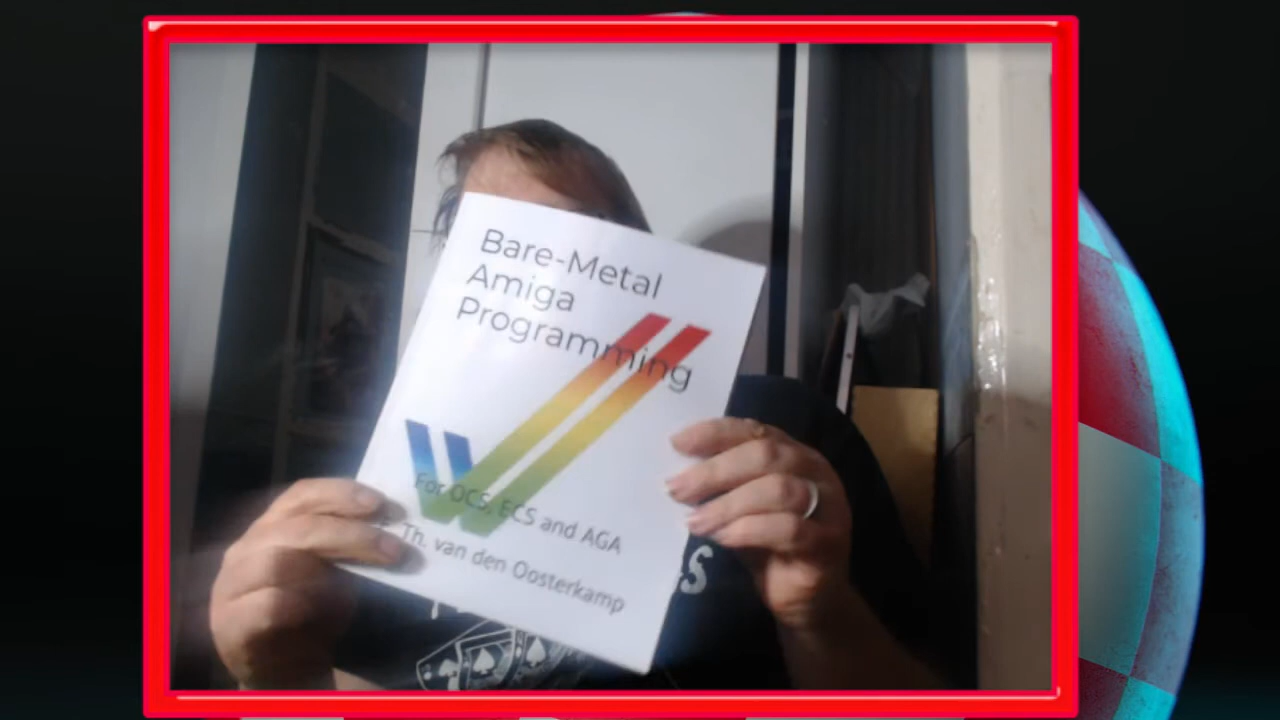 Bare-Metal
Amiga
Programming
For OCS, ECS and AGA
E. Th. van den Oosterkamp